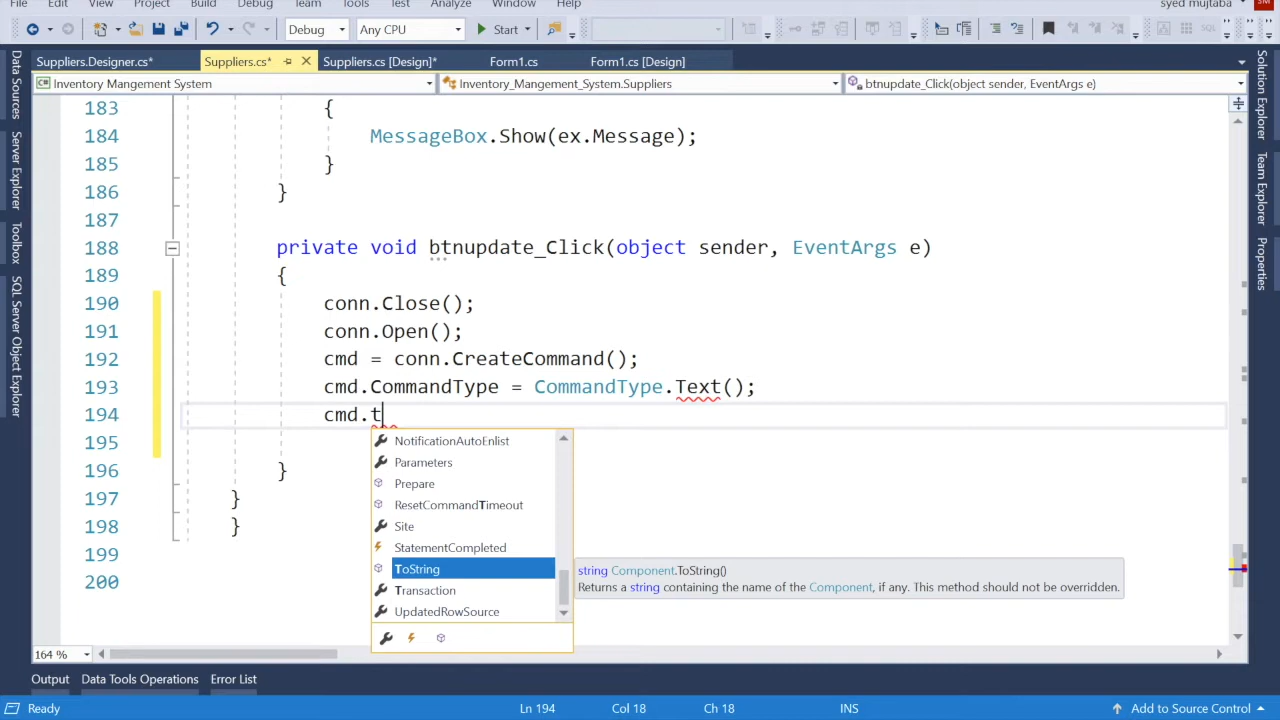 File Edit View Project Build Debug Team Tools Test Analyze Window Help syed mujtaba SM
Debug Any CPU Start
Suppliers.Designer.cs* Suppliers.cs* Suppliers.cs [Design]* Form1.cs Form1.cs [Design]
Inventory Mangement System Inventory_Mangement_System.Suppliers btnupdate_Click(object sender, EventArgs e)
Data Sources
Server Explorer
Toolbox
SQL Server Object Explorer
Solution Explorer
Team Explorer
Properties
183 {
184 MessageBox.Show(ex.Message);
185 }
186 }
187
188 private void btnupdate_Click(object sender, EventArgs e)
189 {
190 conn.Close();
191 conn.Open();
192 cmd = conn.CreateCommand();
193 cmd.CommandType = CommandType.Text();
194 cmd.t
195
196 }
197 }
198 }
199
200
NotificationAutoEnlist
Parameters
Prepare
ResetCommandTimeout
Site
StatementCompleted
ToString
Transaction
UpdatedRowSource
string Component.ToString()
Returns a string containing the name of the Component, if any. This method should not be overridden.
164 %
Output Data Tools Operations Error List
Ready Ln 194 Col 18 Ch 18 INS Add to Source Control